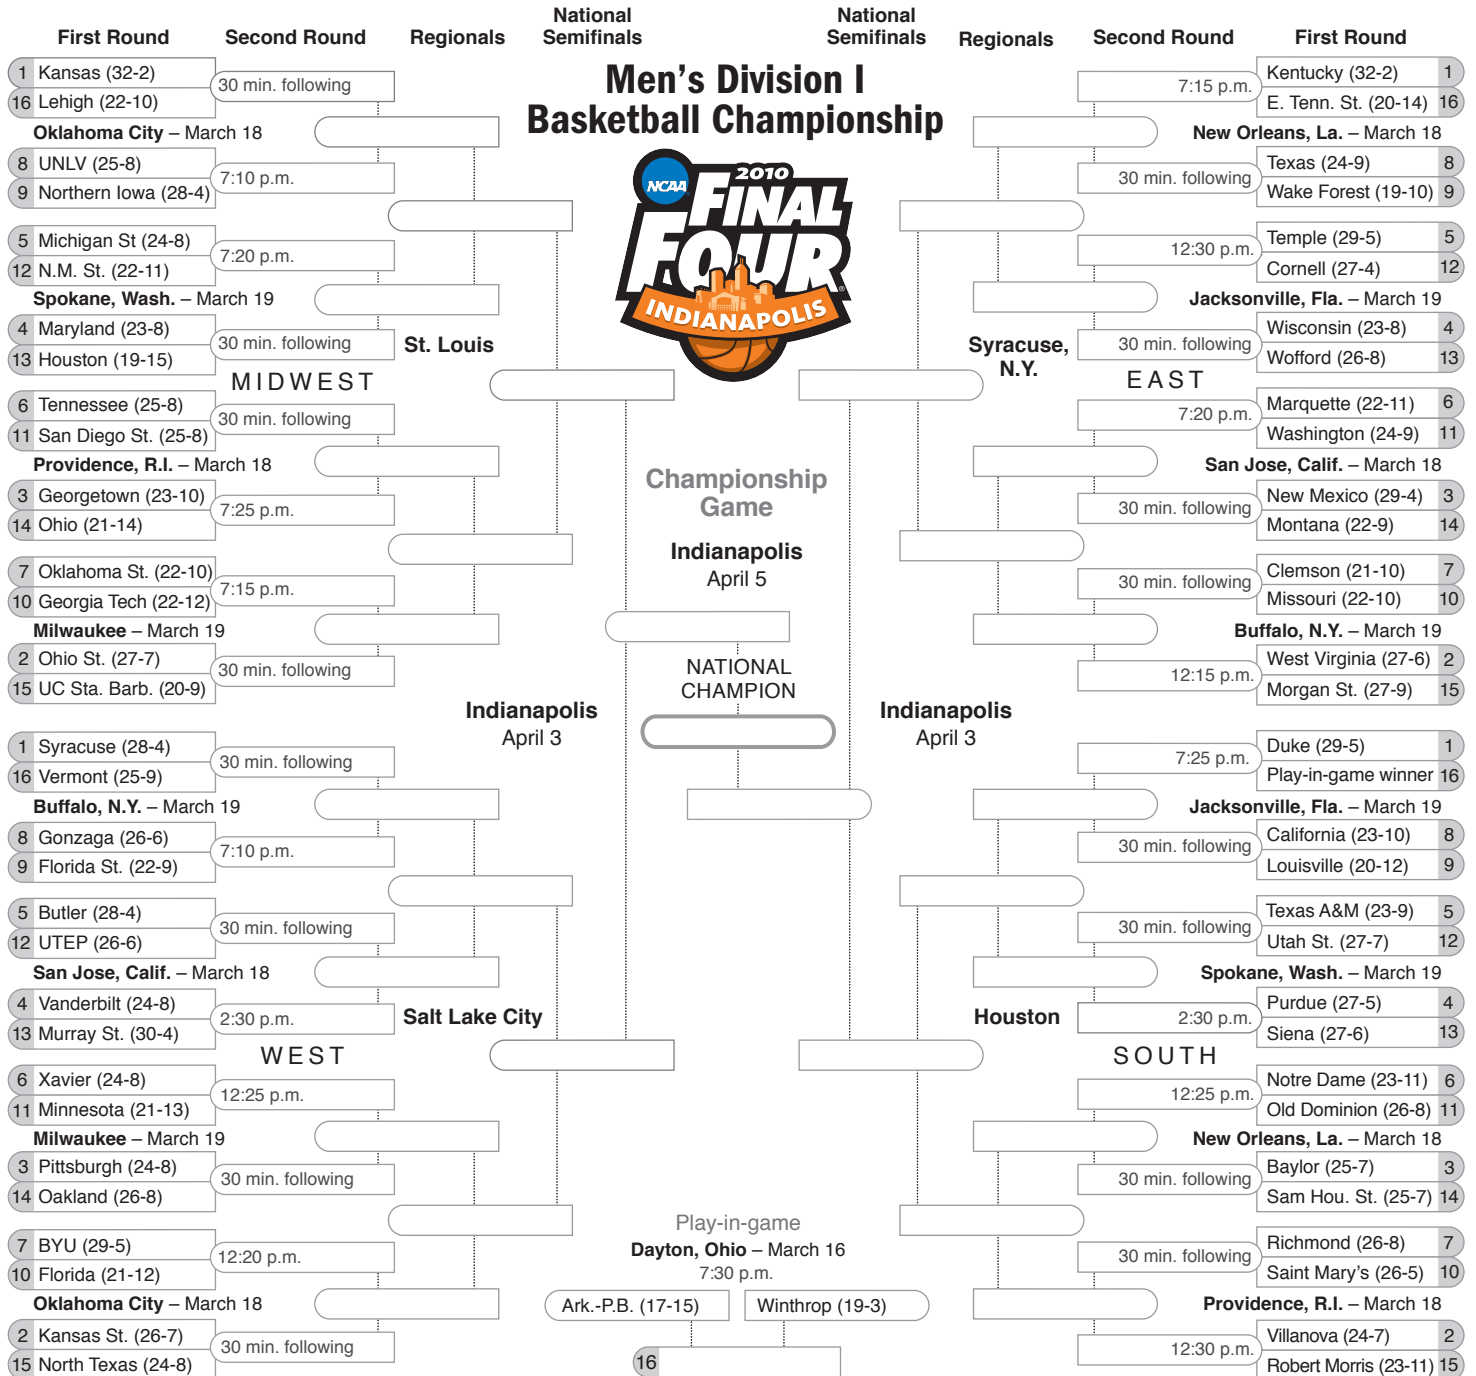 First Round
Second Round
Regionals
National
Semifinals
National
Semifinals
Regionals
Second Round
First Round
Men's Division I
Basketball Championship
NCAA
2010
FINAL
FOUR
®
INDIANAPOLIS
1 Kansas (32-2)
30 min. following
16 Lehigh (22-10)
Oklahoma City – March 18
8 UNLV (25-8)
7:10 p.m.
9 Northern Iowa (28-4)
5 Michigan St (24-8)
7:20 p.m.
12 N.M. St. (22-11)
Spokane, Wash. – March 19
4 Maryland (23-8)
30 min. following
13 Houston (19-15)
St. Louis
MIDWEST
6 Tennessee (25-8)
30 min. following
11 San Diego St. (25-8)
Providence, R.I. – March 18
3 Georgetown (23-10)
7:25 p.m.
14 Ohio (21-14)
7 Oklahoma St. (22-10)
7:15 p.m.
10 Georgia Tech (22-12)
Milwaukee – March 19
2 Ohio St. (27-7)
30 min. following
15 UC Sta. Barb. (20-9)
1 Syracuse (28-4)
30 min. following
16 Vermont (25-9)
Buffalo, N.Y. – March 19
8 Gonzaga (26-6)
7:10 p.m.
9 Florida St. (22-9)
5 Butler (28-4)
30 min. following
12 UTEP (26-6)
San Jose, Calif. – March 18
4 Vanderbilt (24-8)
2:30 p.m.
13 Murray St. (30-4)
Salt Lake City
WEST
6 Xavier (24-8)
12:25 p.m.
11 Minnesota (21-13)
Milwaukee – March 19
3 Pittsburgh (24-8)
30 min. following
14 Oakland (26-8)
7 BYU (29-5)
12:20 p.m.
10 Florida (21-12)
Oklahoma City – March 18
2 Kansas St. (26-7)
30 min. following
15 North Texas (24-8)
Championship
Game
Indianapolis
April 5
NATIONAL
CHAMPION
Indianapolis
April 3
Indianapolis
April 3
Play-in-game
Dayton, Ohio – March 16
7:30 p.m.
Ark.-P.B. (17-15)
Winthrop (19-3)
16
Kentucky (32-2) 1
7:15 p.m.
E. Tenn. St. (20-14) 16
New Orleans, La. – March 18
Texas (24-9) 8
30 min. following
Wake Forest (19-10) 9
Temple (29-5) 5
12:30 p.m.
Cornell (27-4) 12
Jacksonville, Fla. – March 19
Wisconsin (23-8) 4
30 min. following
Wofford (26-8) 13
Syracuse,
N.Y.
EAST
Marquette (22-11) 6
7:20 p.m.
Washington (24-9) 11
San Jose, Calif. – March 18
New Mexico (29-4) 3
30 min. following
Montana (22-9) 14
Clemson (21-10) 7
30 min. following
Missouri (22-10) 10
Buffalo, N.Y. – March 19
West Virginia (27-6) 2
12:15 p.m.
Morgan St. (27-9) 15
Duke (29-5) 1
7:25 p.m.
Play-in-game winner 16
Jacksonville, Fla. – March 19
California (23-10) 8
30 min. following
Louisville (20-12) 9
Texas A&M (23-9) 5
30 min. following
Utah St. (27-7) 12
Spokane, Wash. – March 19
Purdue (27-5) 4
2:30 p.m.
Siena (27-6) 13
Houston
SOUTH
Notre Dame (23-11) 6
12:25 p.m.
Old Dominion (26-8) 11
New Orleans, La. – March 18
Baylor (25-7) 3
30 min. following
Sam Hou. St. (25-7) 14
Richmond (26-8) 7
30 min. following
Saint Mary's (26-5) 10
Providence, R.I. – March 18
Villanova (24-7) 2
12:30 p.m.
Robert Morris (23-11) 15